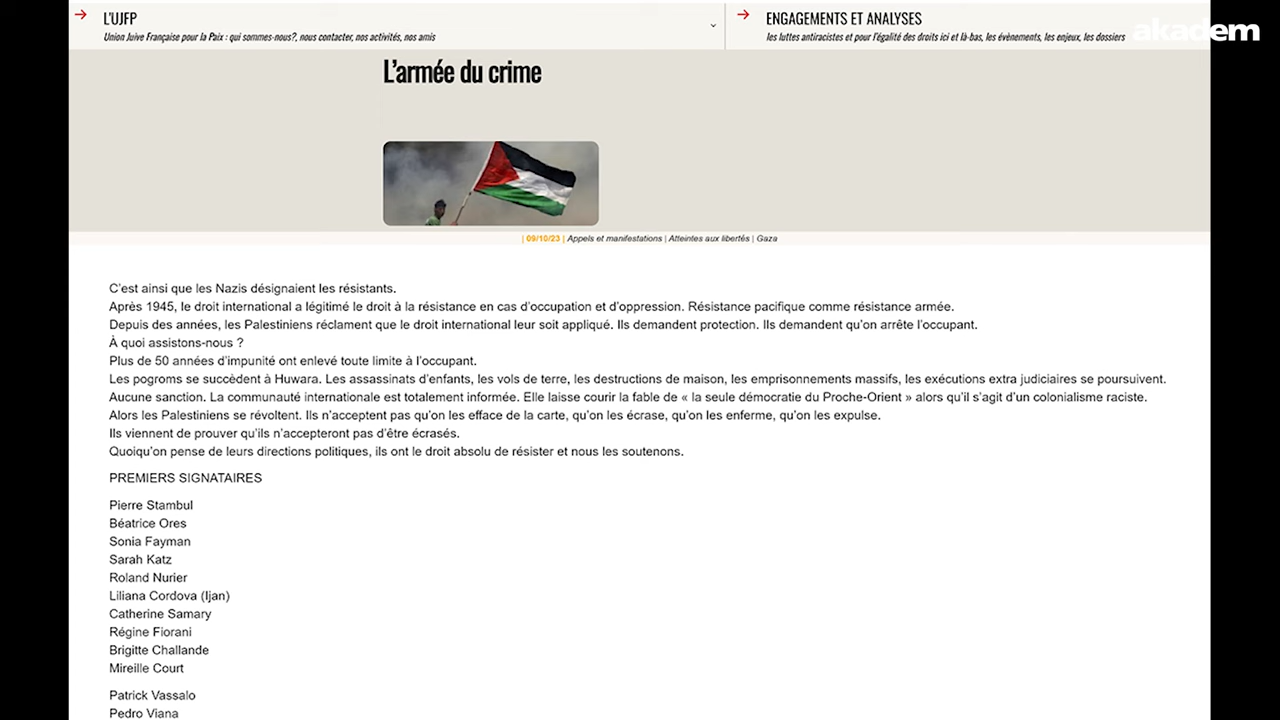 L'UJFP
Union Juive Française pour la Paix : qui sommes-nous?, nous contacter, nos activités, nos amis
ENGAGEMENTS ET ANALYSES
les luttes antiracistes et pour l'égalité des droits ici et là-bas, les évènements, les enjeux, les dossiers
akadem
L'armée du crime
| 09/10/23 | Appels et manifestations | Atteintes aux libertés | Gaza
C'est ainsi que les Nazis désignaient les résistants.
Après 1945, le droit international a légitimé le droit à la résistance en cas d'occupation et d'oppression. Résistance pacifique comme résistance armée.
Depuis des années, les Palestiniens réclament que le droit international leur soit appliqué. Ils demandent protection. Ils demandent qu'on arrête l'occupant.
À quoi assistons-nous ?
Plus de 50 années d'impunité ont enlevé toute limite à l'occupant.
Les pogroms se succèdent à Huwara. Les assassinats d'enfants, les vols de terre, les destructions de maison, les emprisonnements massifs, les exécutions extra judiciaires se poursuivent.
Aucune sanction. La communauté internationale est totalement informée. Elle laisse courir la fable de « la seule démocratie du Proche-Orient » alors qu'il s'agit d'un colonialisme raciste.
Alors les Palestiniens se révoltent. Ils n'acceptent pas qu'on les efface de la carte, qu'on les écrase, qu'on les enferme, qu'on les expulse.
Ils viennent de prouver qu'ils n'accepteront pas d'être écrasés.
Quoiqu'on pense de leurs directions politiques, ils ont le droit absolu de résister et nous les soutenons.
PREMIERS SIGNATAIRES
Pierre Stambul
Béatrice Ores
Sonia Fayman
Sarah Katz
Roland Nurier
Liliana Cordova (Ijan)
Catherine Samary
Régine Fiorani
Brigitte Challande
Mireille Court
Patrick Vassalo
Pedro Viana